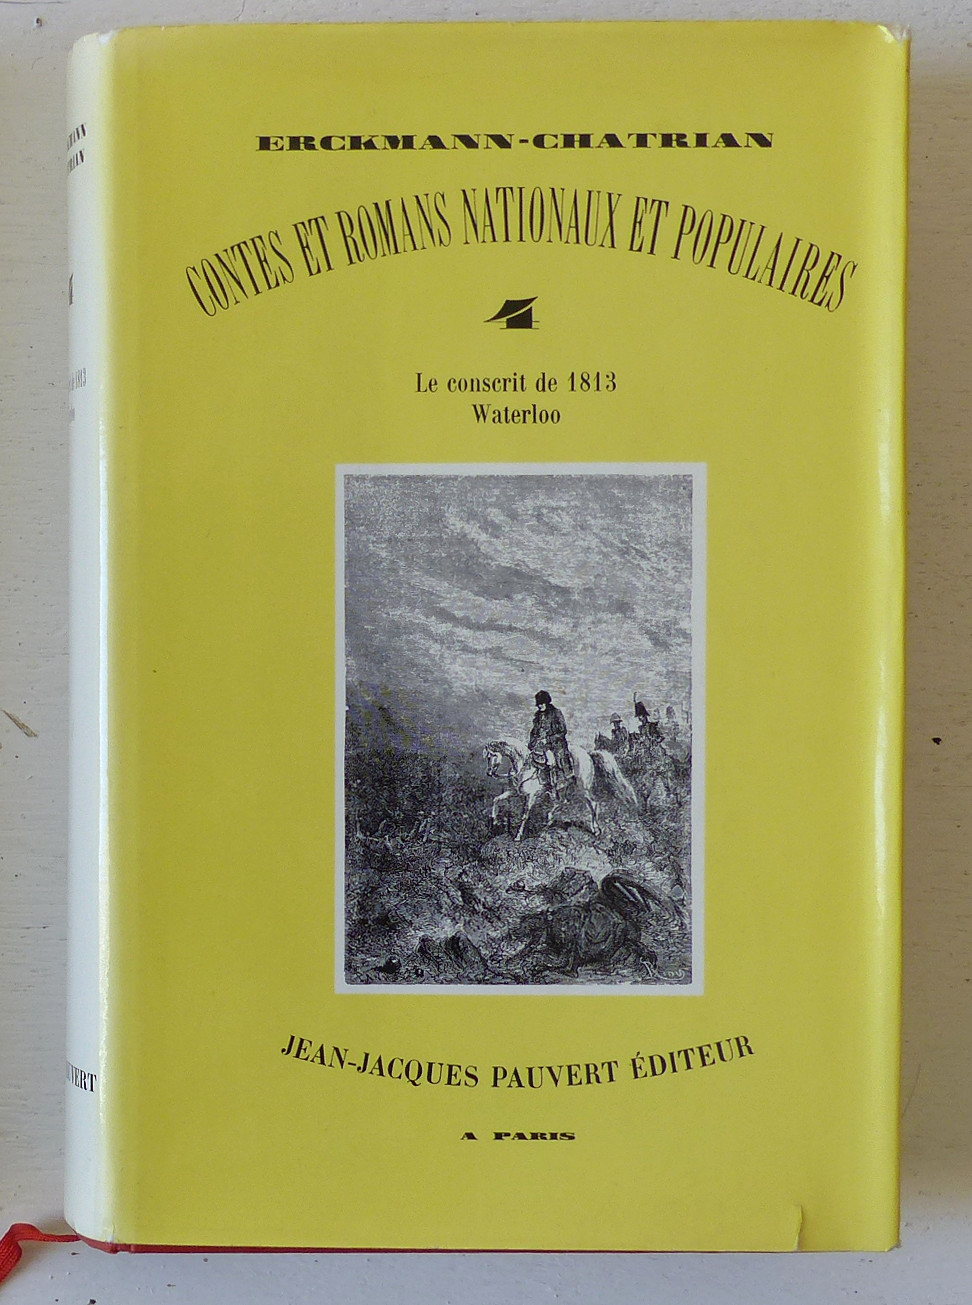 ERCKMANN-CHATRIAN
CONTES ET ROMANS NATIONAUX ET POPULAIRES
4
Le conscrit de 1813
Waterloo
JEAN-JACQUES PAUVERT ÉDITEUR
A PARIS